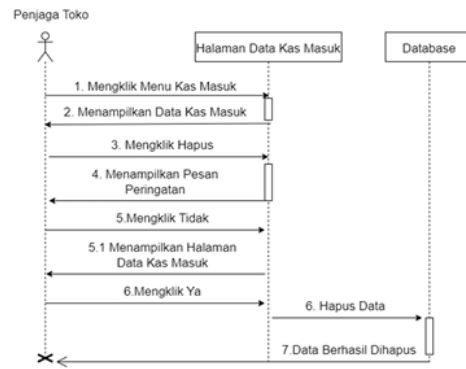 Penjaga Toko
Halaman Data Kas Masuk
Database
1. Mengklik Menu Kas Masuk
2. Menampilkan Data Kas Masuk
3. Mengklik Hapus
4. Menampilkan Pesan
Peringatan
5.Mengklik Tidak
5.1 Menampilkan Halaman
Data Kas Masuk
6.Mengklik Ya
6. Hapus Data
7.Data Berhasil Dihapus